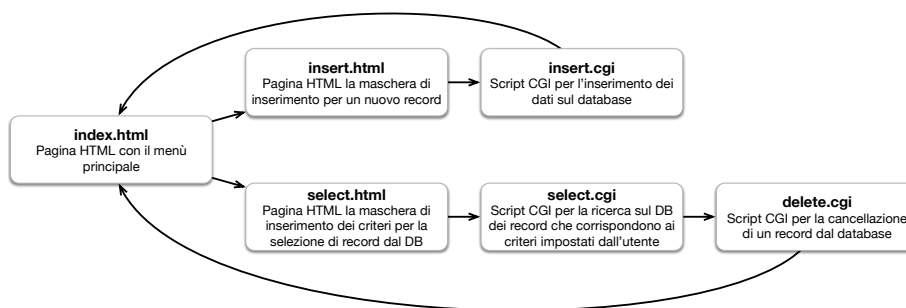 insert.html
Pagina HTML la maschera di
inserimento per un nuovo record
insert.cgi
Script CGI per l'inserimento dei
dati sul database
index.html
Pagina HTML con il menù
principale
select.html
Pagina HTML la maschera di
inserimento dei criteri per la
selezione di record dal DB
select.cgi
Script CGI per la ricerca sul DB
dei record che corrispondono ai
criteri impostati dall'utente
delete.cgi
Script CGI per la cancellazione
di un record dal database